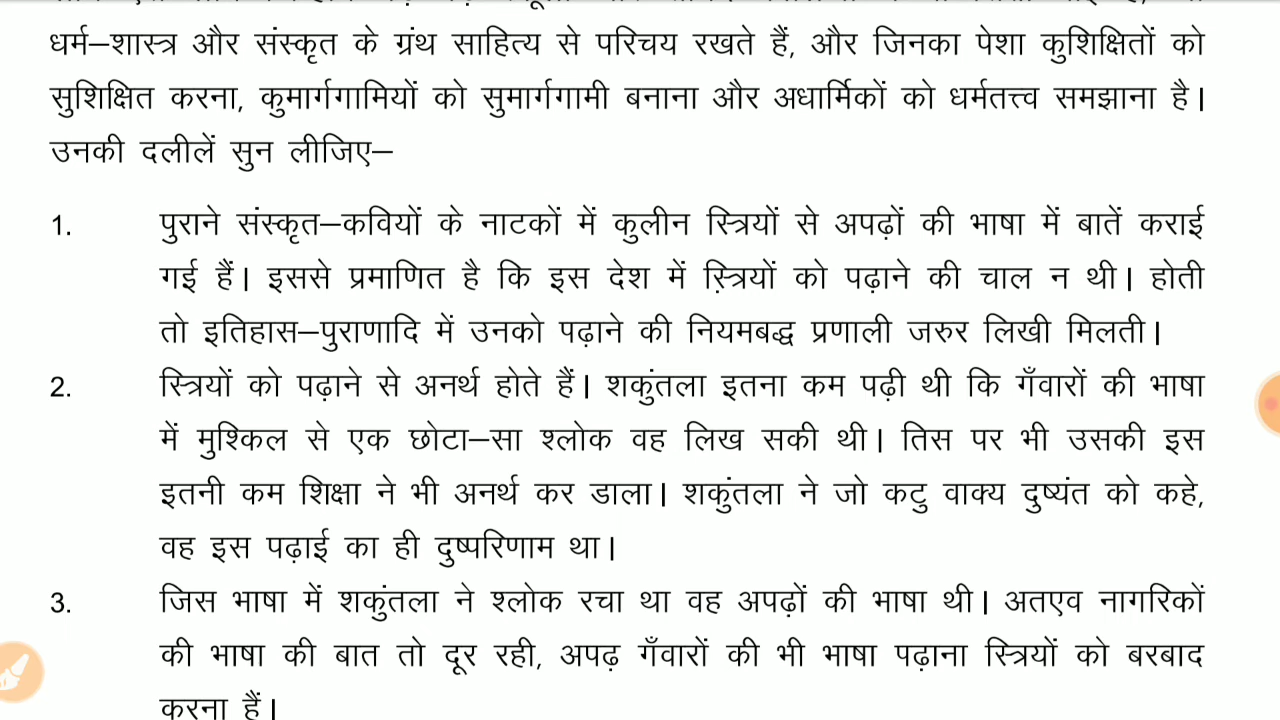 धर्म–शास्त्र और संस्कृत के ग्रंथ साहित्य से परिचय रखते हैं, और जिनका पेशा कुशिक्षितों को
सुशिक्षित करना, कुमार्गगामियों को सुमार्गगामी बनाना और अधार्मिकों को धर्मतत्त्व समझाना है।
उनकी दलीलें सुन लीजिए–
1. पुराने संस्कृत–कवियों के नाटकों में कुलीन स्त्रियों से अपढ़ों की भाषा में बातें कराई
गई हैं। इससे प्रमाणित है कि इस देश में स्त्रियों को पढ़ाने की चाल न थी। होती
तो इतिहास–पुराणादि में उनको पढ़ाने की नियमबद्ध प्रणाली जरुर लिखी मिलती।
2. स्त्रियों को पढ़ाने से अनर्थ होते हैं। शकुंतला इतना कम पढ़ी थी कि गँवारों की भाषा
में मुश्किल से एक छोटा–सा श्लोक वह लिख सकी थी। तिस पर भी उसकी इस
इतनी कम शिक्षा ने भी अनर्थ कर डाला। शकुंतला ने जो कटु वाक्य दुष्यंत को कहे,
वह इस पढ़ाई का ही दुष्परिणाम था।
3. जिस भाषा में शकुंतला ने श्लोक रचा था वह अपढ़ों की भाषा थी। अतएव नागरिकों
की भाषा की बात तो दूर रही, अपढ़ गँवारों की भी भाषा पढ़ाना स्त्रियों को बरबाद
करना हैं।